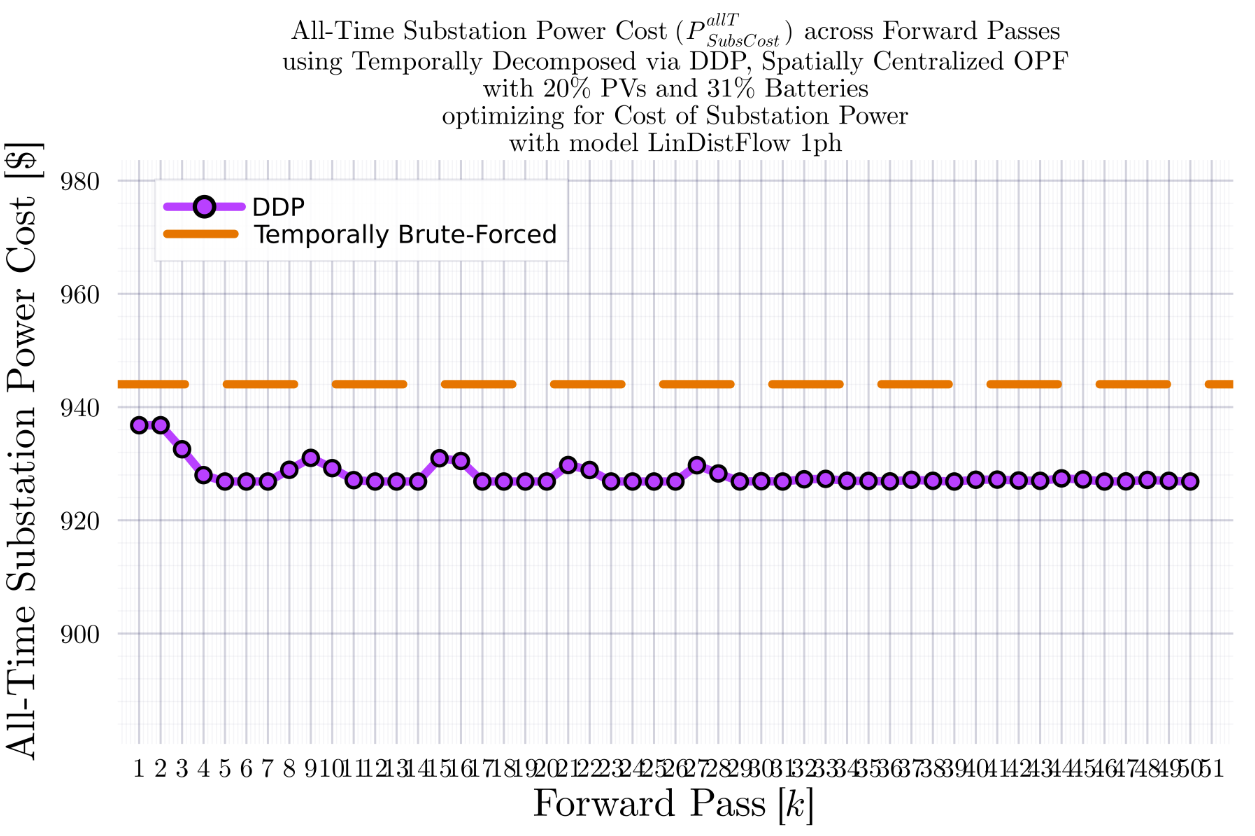 All-Time Substation Power Cost (P^{allT}_{SubsCost}) across Forward Passes
using Temporally Decomposed via DDP, Spatially Centralized OPF
with 20% PVs and 31% Batteries
optimizing for Cost of Substation Power
with model LinDistFlow 1ph
All-Time Substation Power Cost [$]
980
960
940
920
900
DDP
Temporally Brute-Forced
1 2 3 4 5 6 7 8 9 10 11 12 13 14 15 16 17 18 19 20 21 22 23 24 25 26 27 28 29 30 31 32 33 34 35 36 37 38 39 40 41 42 43 44 45 46 47 48 49 50 51
Forward Pass [k]